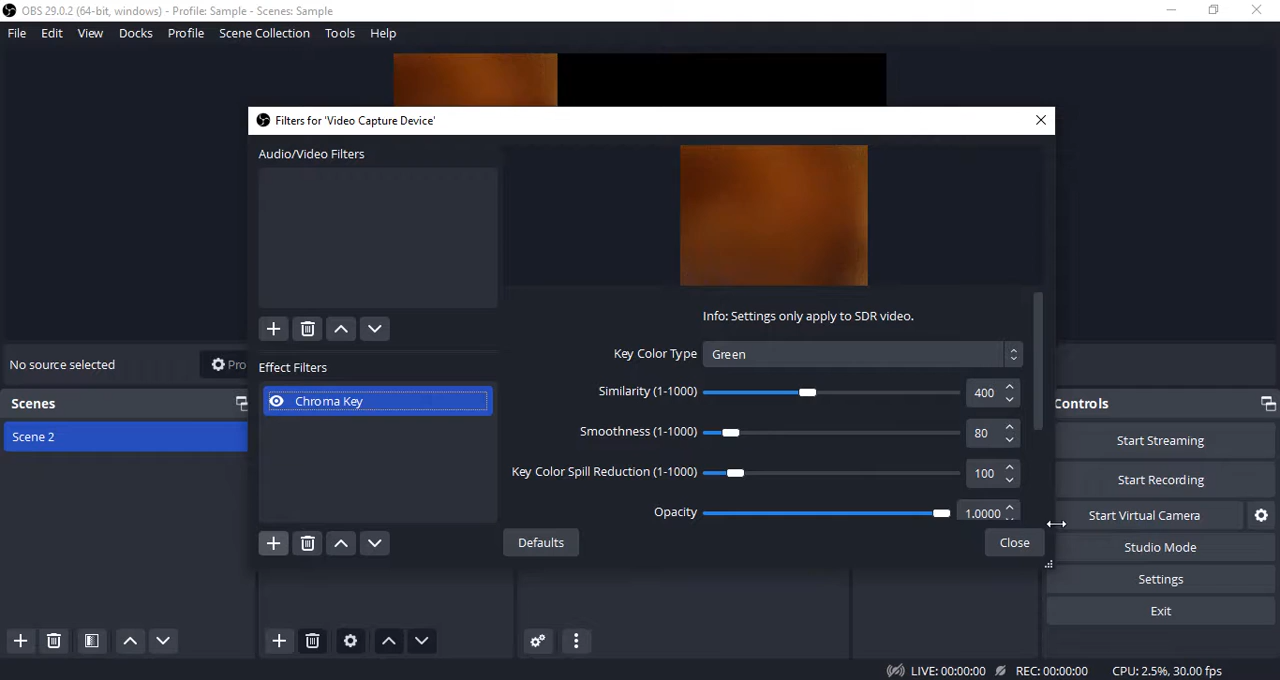 OBS 29.0.2 (64-bit, windows) - Profile: Sample - Scenes: Sample
File Edit View Docks Profile Scene Collection Tools Help
Filters for 'Video Capture Device'
Audio/Video Filters
Info: Settings only apply to SDR video.
Key Color Type Green
Similarity (1-1000) 400
Smoothness (1-1000) 80
Key Color Spill Reduction (1-1000) 100
Opacity 1.0000
Effect Filters
Chroma Key
Defaults
Close
No source selected
Pro
Scenes
Scene 2
Controls
Start Streaming
Start Recording
Start Virtual Camera
Studio Mode
Settings
Exit
LIVE: 00:00:00 REC: 00:00:00 CPU: 2.5%, 30.00 fps